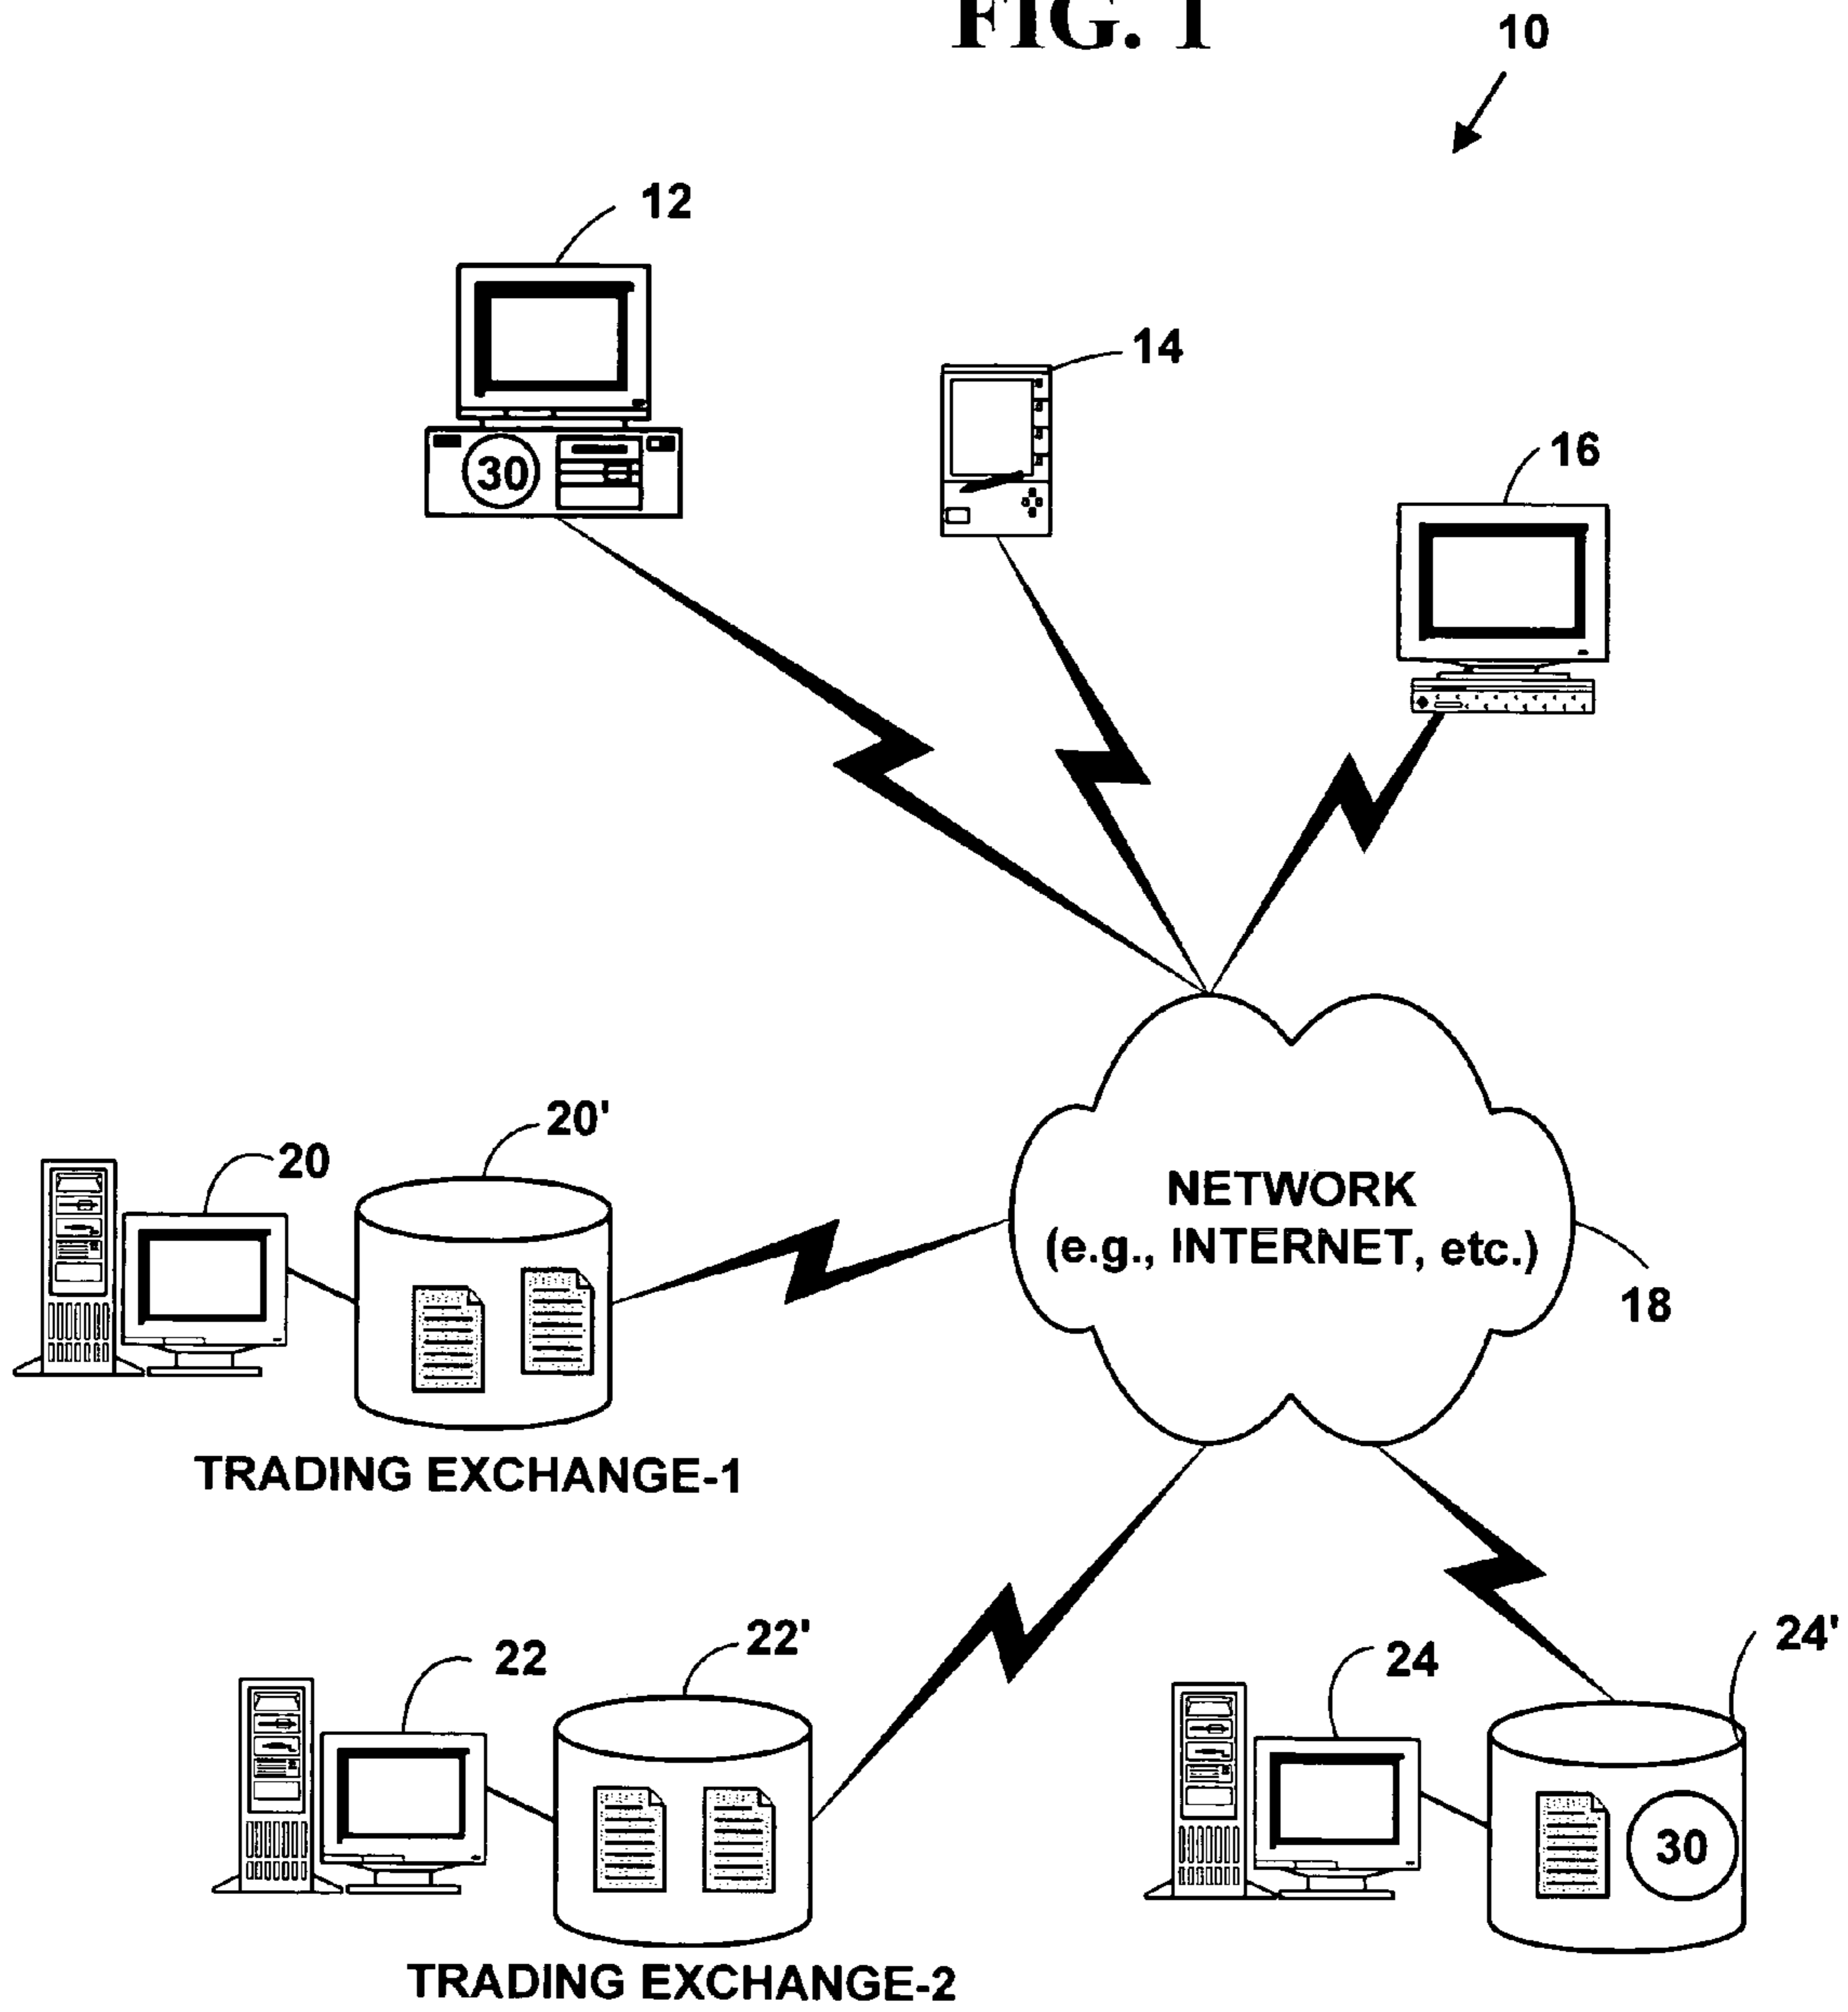 FIG. 1
10
12
14
30
16
20'
20
NETWORK
(e.g., INTERNET, etc.)
18
TRADING EXCHANGE-1
22'
24'
22
24
30
TRADING EXCHANGE-2